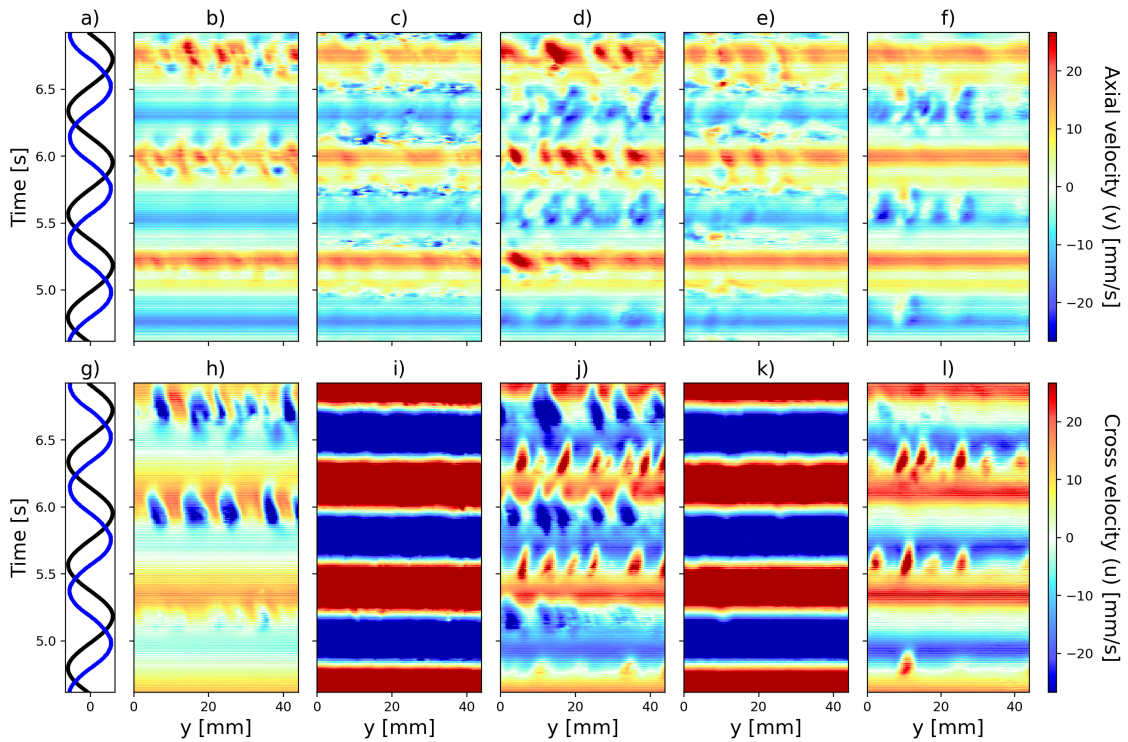 a) b) c) d) e) f)
6.5
6.0
5.5
5.0
Time [s]
0 20 40 0 20 40 0 20 40 0 20 40 0 20 40
y [mm] y [mm] y [mm] y [mm] y [mm]
20
10
0
−10
−20
Axial velocity (v) [mm/s]
g) h) i) j) k) l)
6.5
6.0
5.5
5.0
Time [s]
0
20
10
0
−10
−20
Cross velocity (u) [mm/s]